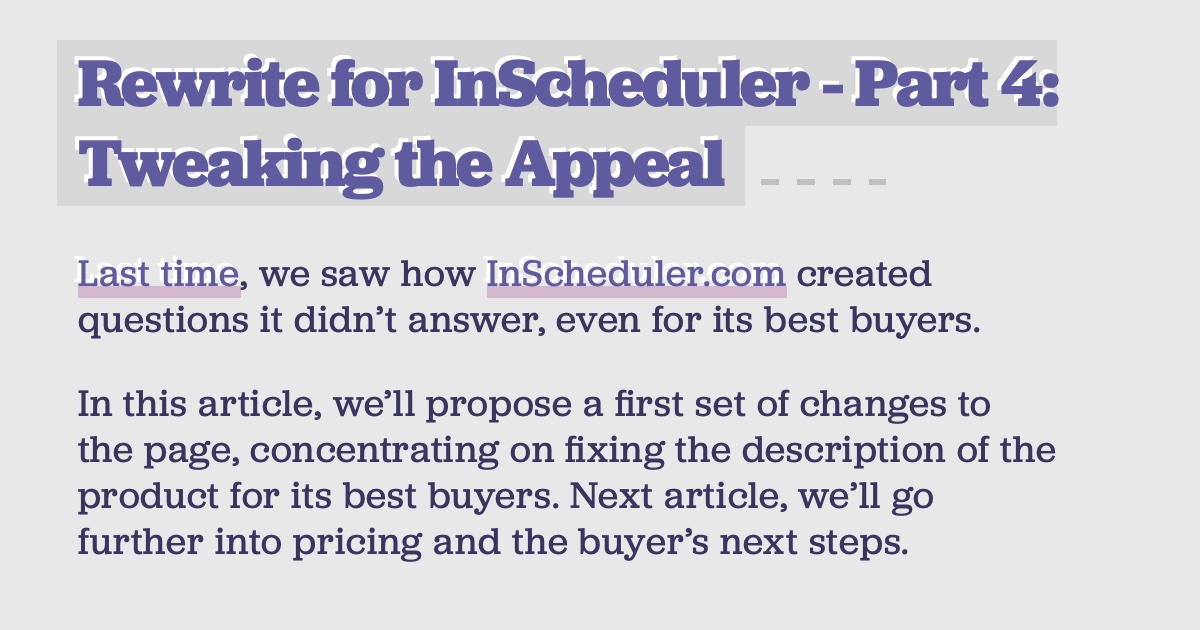 Rewrite for InScheduler - Part 4:
Tweaking the Appeal
Last time, we saw how InScheduler.com created
questions it didn’t answer, even for its best buyers.
In this article, we’ll propose a first set of changes to
the page, concentrating on fixing the description of the
product for its best buyers. Next article, we’ll go
further into pricing and the buyer’s next steps.